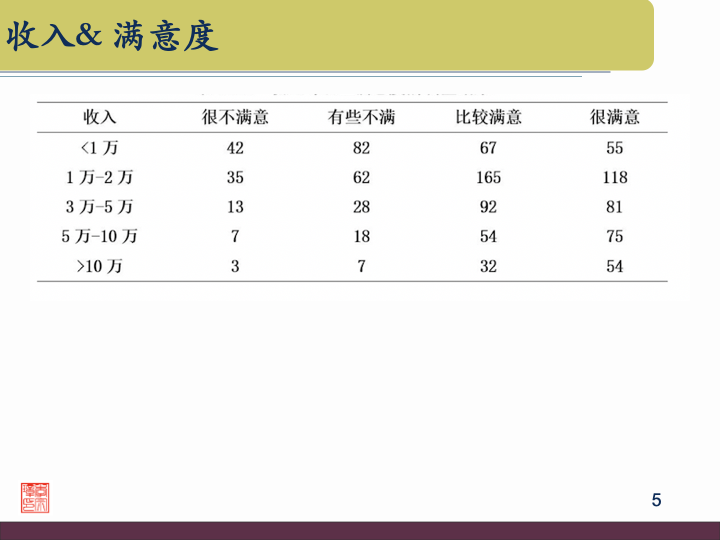 收入& 满意度
收入 很不满意 有些不满 比较满意 很满意
<1 万 42 82 67 55
1 万-2 万 35 62 165 118
3 万-5 万 13 28 92 81
5 万-10 万 7 18 54 75
>10 万 3 7 32 54
5